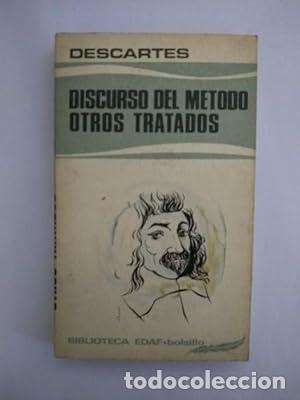 DESCARTES
DISCURSO DEL METODO
OTROS TRATADOS
BIBLIOTECA EDAF•bolsillo
todocoleccion